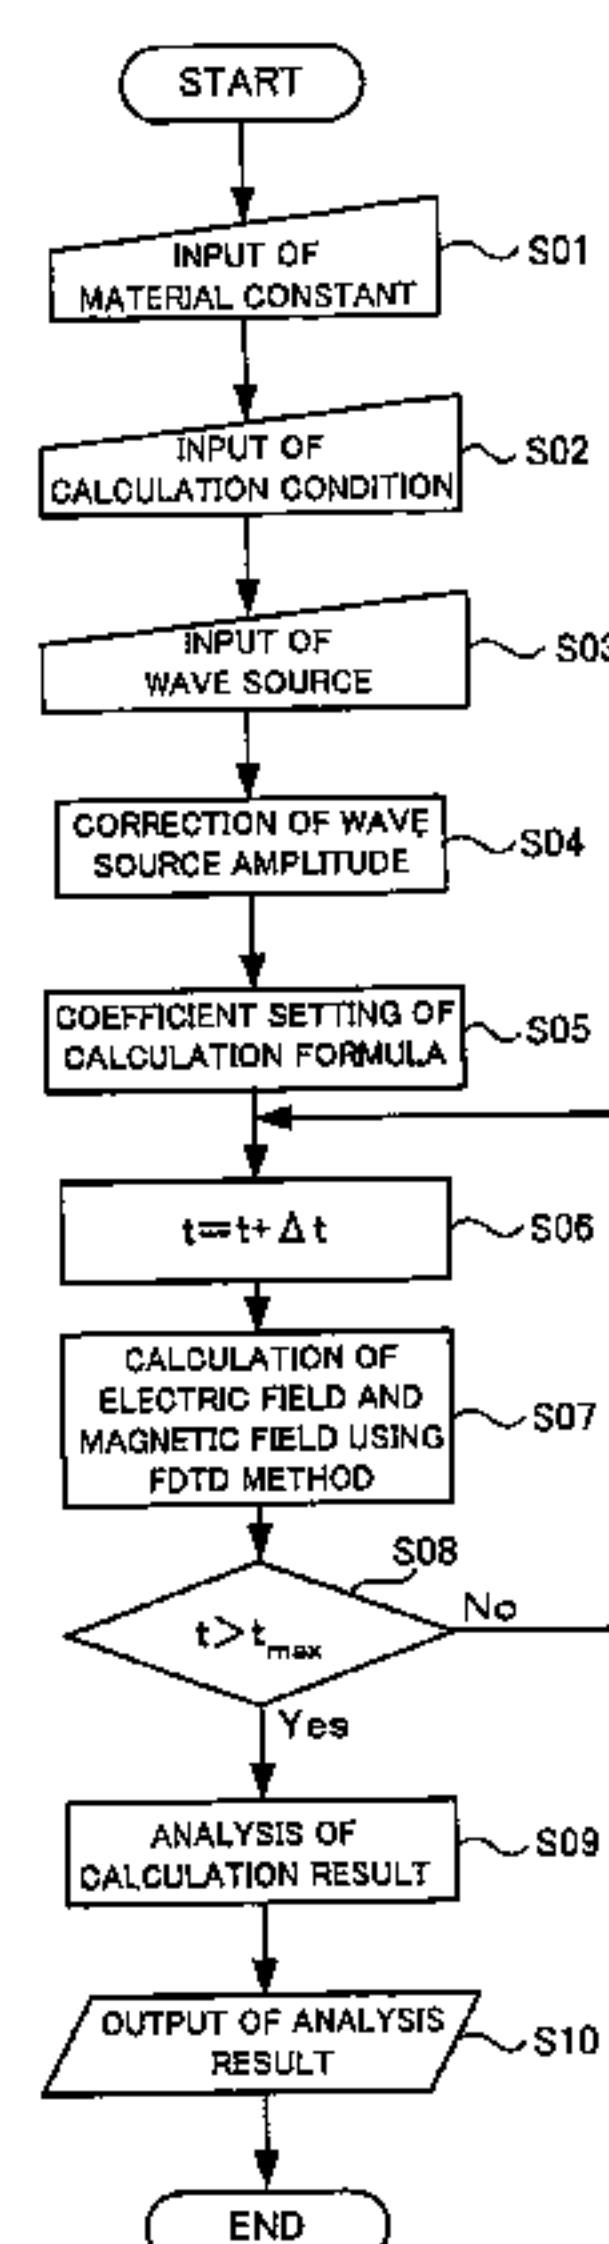 START
INPUT OF
MATERIAL CONSTANT
S01
INPUT OF
CALCULATION CONDITION
S02
INPUT OF
WAVE SOURCE
S03
CORRECTION OF WAVE
SOURCE AMPLITUDE
S04
COEFFICIENT SETTING OF
CALCULATION FORMULA
S05
t=t+Δt
S06
CALCULATION OF
ELECTRIC FIELD AND
MAGNETIC FIELD USING
FDTD METHOD
S07
S08
t>tmax
No
Yes
ANALYSIS OF
CALCULATION RESULT
S09
OUTPUT OF ANALYSIS
RESULT
S10
END